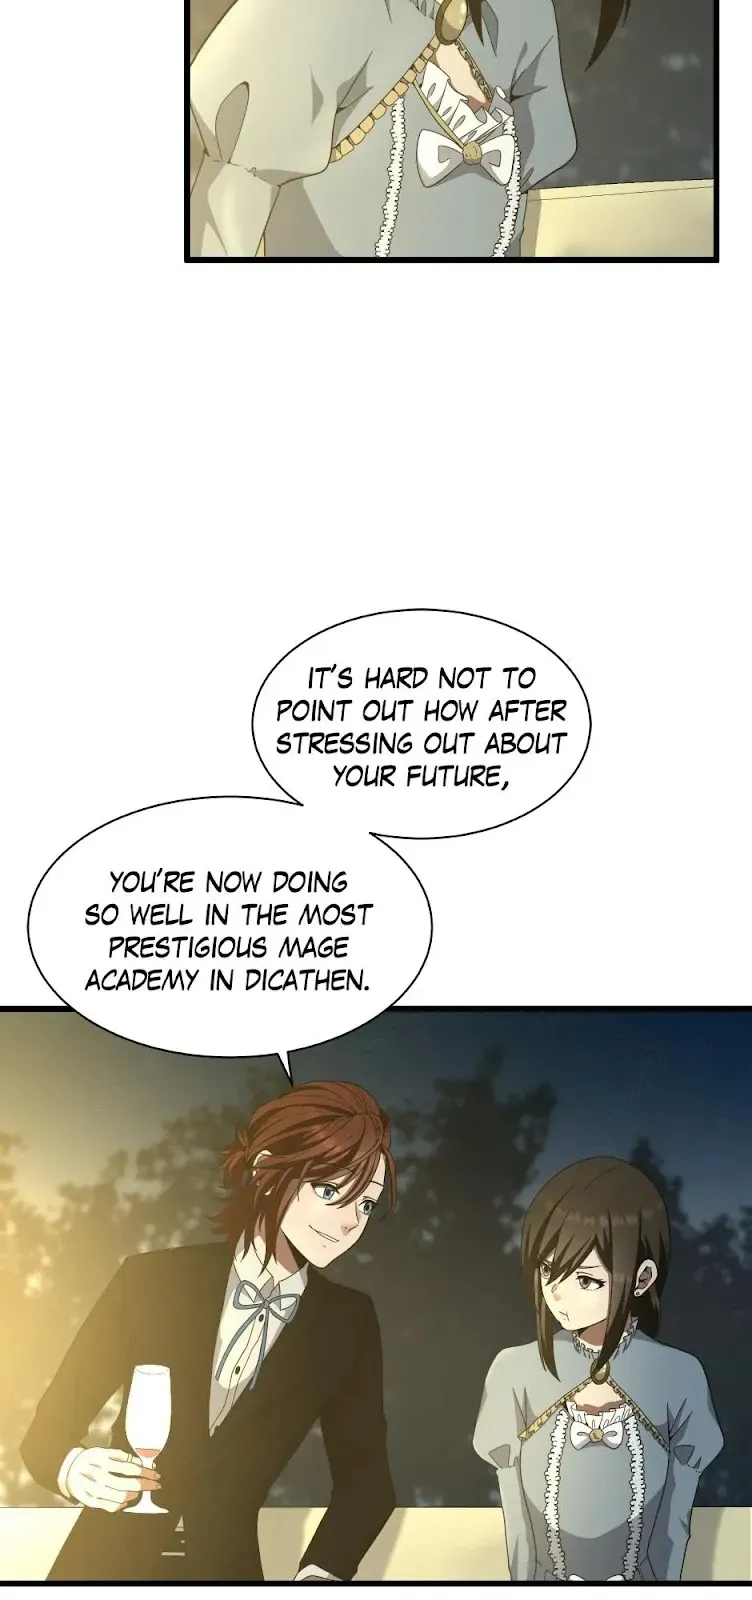 IT'S HARD NOT TO
POINT OUT HOW AFTER
STRESSING OUT ABOUT
YOUR FUTURE,
YOU'RE NOW DOING
SO WELL IN THE MOST
PRESTIGIOUS MAGE
ACADEMY IN DICATHEN.